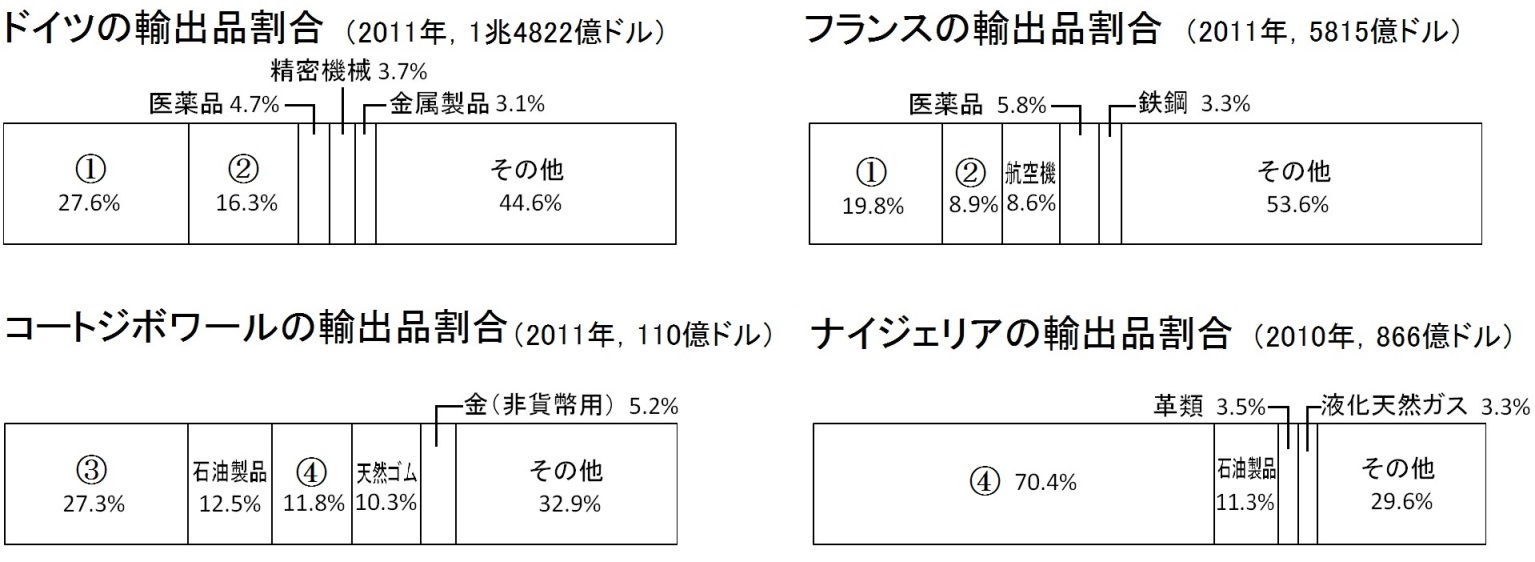 ドイツの輸出品割合 (2011年, 1兆4822億ドル)
精密機械 3.7%
医薬品 4.7%
金属製品 3.1%
① 27.6%
② 16.3%
その他 44.6%
フランスの輸出品割合 (2011年, 5815億ドル)
医薬品 5.8%
鉄鋼 3.3%
① 19.8%
② 8.9%
航空機 8.6%
その他 53.6%
コートジボワールの輸出品割合 (2011年, 110億ドル)
金(非貨幣用) 5.2%
③ 27.3%
石油製品 12.5%
④ 11.8%
天然ゴム 10.3%
その他 32.9%
ナイジェリアの輸出品割合 (2010年, 866億ドル)
革類 3.5%
液化天然ガス 3.3%
④ 70.4%
石油製品 11.3%
その他 29.6%